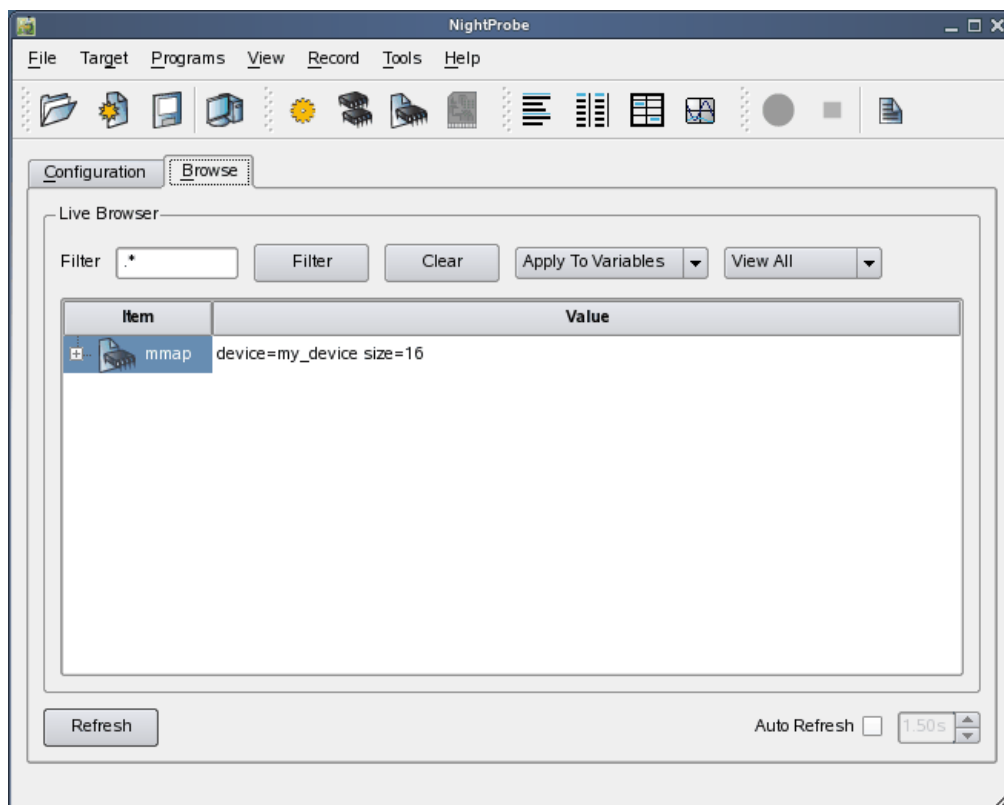 NightProbe
File Target Programs View Record Tools Help
Configuration Browse
Live Browser
Filter .* Filter Clear Apply To Variables View All
Item Value
mmap device=my_device size=16
Refresh Auto Refresh 1.50s